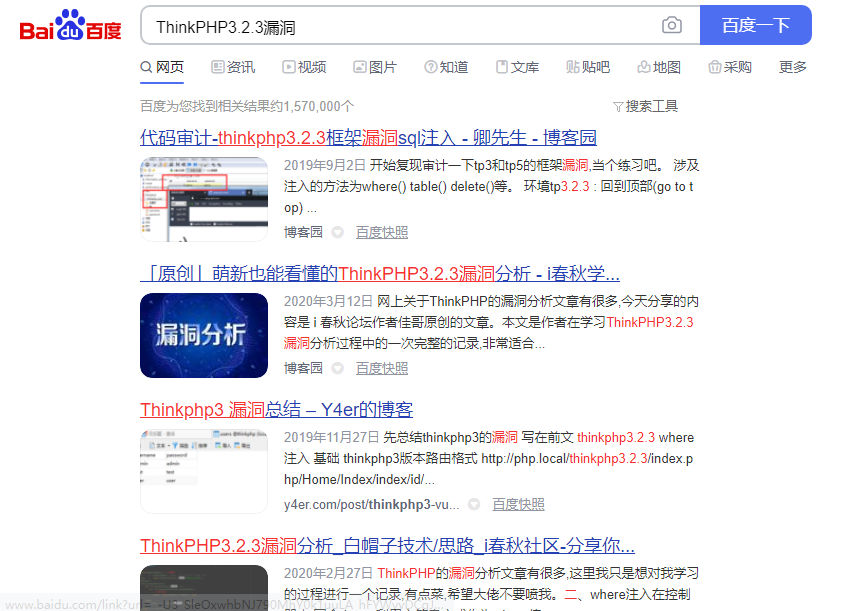 Bai du 百度
ThinkPHP3.2.3漏洞
百度一下
网页 资讯 视频 图片 知道 文库 贴吧 地图 采购 更多
百度为您找到相关结果约1,570,000个
搜索工具
代码审计-thinkphp3.2.3框架漏洞sql注入 - 卿先生 - 博客园
2019年9月2日 开始复现审计一下tp3和tp5的框架漏洞,当个练习吧。 涉及
注入的方法为where() table() delete()等。 环境tp3.2.3 : 回到顶部(go to t
op) ...
博客园 百度快照
「原创」萌新也能看懂的ThinkPHP3.2.3漏洞分析 - i春秋学...
漏洞分析
2020年3月12日 网上关于ThinkPHP的漏洞分析文章有很多,今天分享的内
容是 i 春秋论坛作者佳哥原创的文章。本文是作者在学习ThinkPHP3.2.3
漏洞分析过程中的一次完整的记录,非常适合...
博客园 百度快照
Thinkphp3 漏洞总结 – Y4er的博客
2019年11月27日 先总结thinkphp3的漏洞 写在前文 thinkphp3.2.3 where
注入 基础 thinkphp3版本路由格式 http://php.local/thinkphp3.2.3/index.p
hp/Home/Index/index/id/...
y4er.com/post/thinkphp3-vu... 百度快照
ThinkPHP3.2.3漏洞分析_白帽子技术/思路_i春秋社区-分享你...
2020年2月27日 ThinkPHP的漏洞分析文章有很多,这里我只是想对我学习
的过程进行一个记录,有点菜,希望大佬不要喷我。二、where注入在控制
www.baidu.com/link?url=